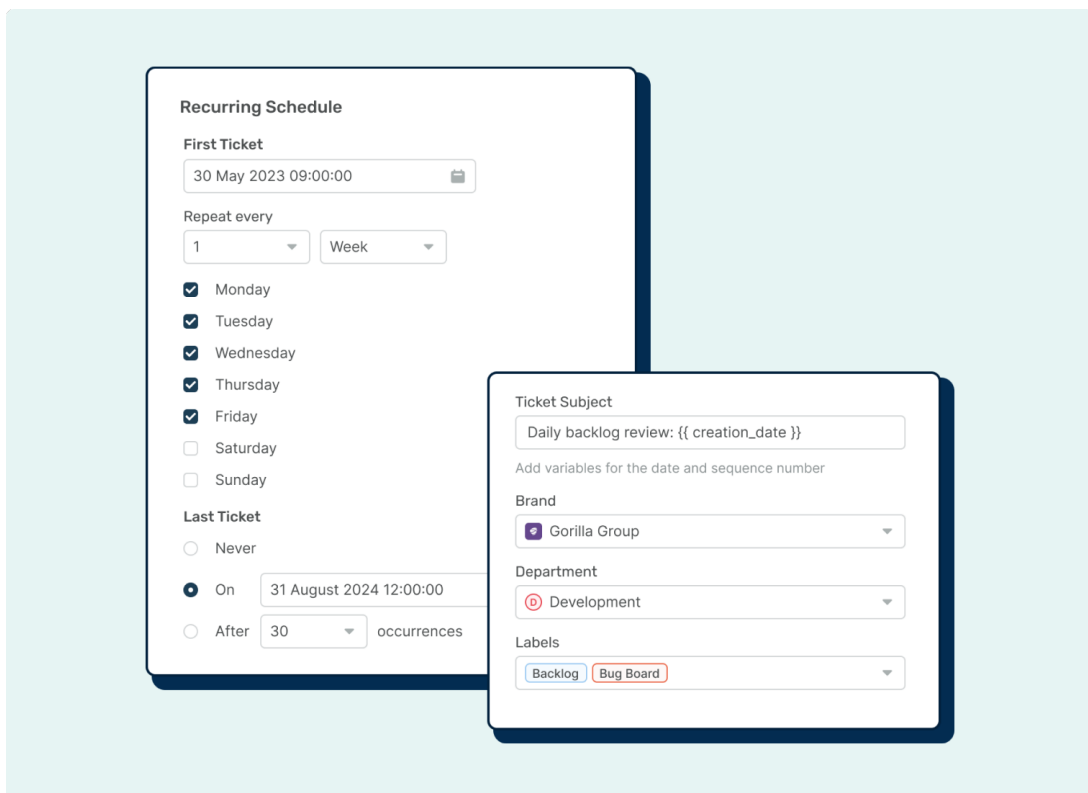 Recurring Schedule
First Ticket
30 May 2023 09:00:00
Repeat every
1 Week
Monday
Tuesday
Wednesday
Thursday
Friday
Saturday
Sunday
Last Ticket
Never
On 31 August 2024 12:00:00
After 30 occurrences
Ticket Subject
Daily backlog review: {{ creation_date }}
Add variables for the date and sequence number
Brand
Gorilla Group
Department
D Development
Labels
Backlog Bug Board